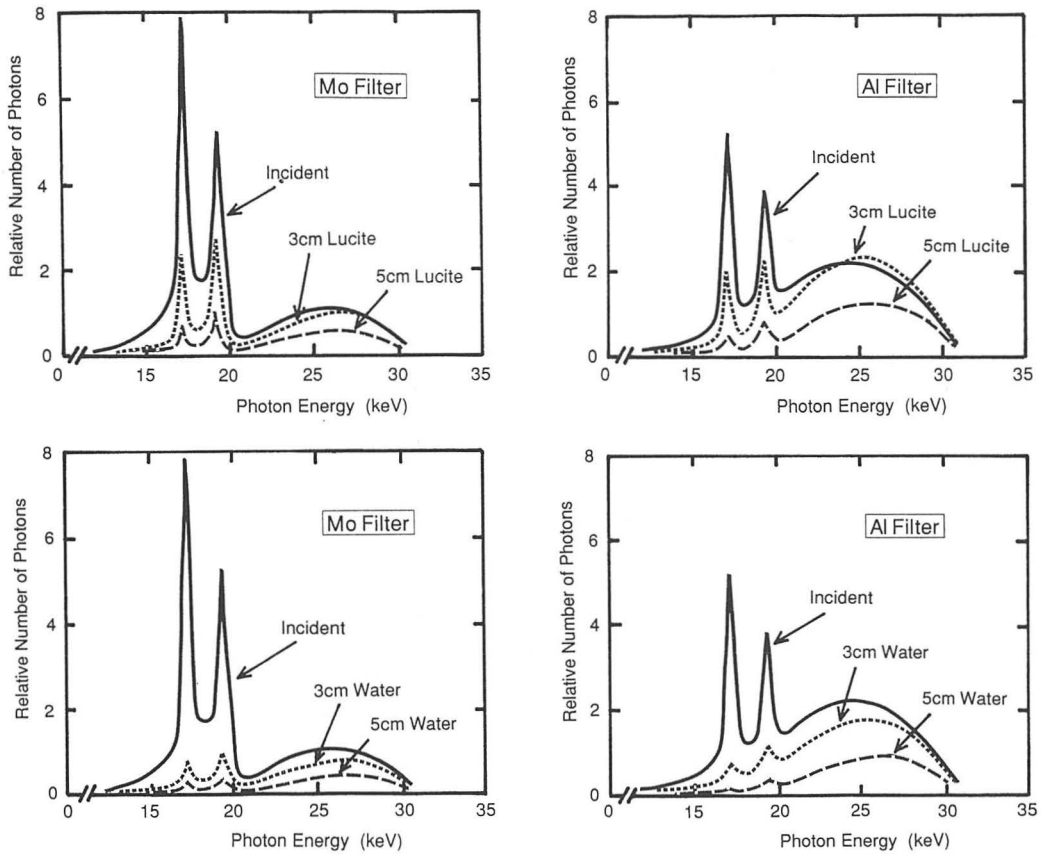 Relative Number of Photons
8
6
4
2
0
Mo Filter
Incident
3cm Lucite
5cm Lucite
0 15 20 25 30 35
Photon Energy (keV)
Relative Number of Photons
8
6
4
2
0
Al Filter
Incident
3cm Lucite
5cm Lucite
0 15 20 25 30 35
Photon Energy (keV)
Relative Number of Photons
8
6
4
2
0
Mo Filter
Incident
3cm Water
5cm Water
0 15 20 25 30 35
Photon Energy (keV)
Relative Number of Photons
8
6
4
2
0
Al Filter
Incident
3cm Water
5cm Water
0 15 20 25 30 35
Photon Energy (keV)